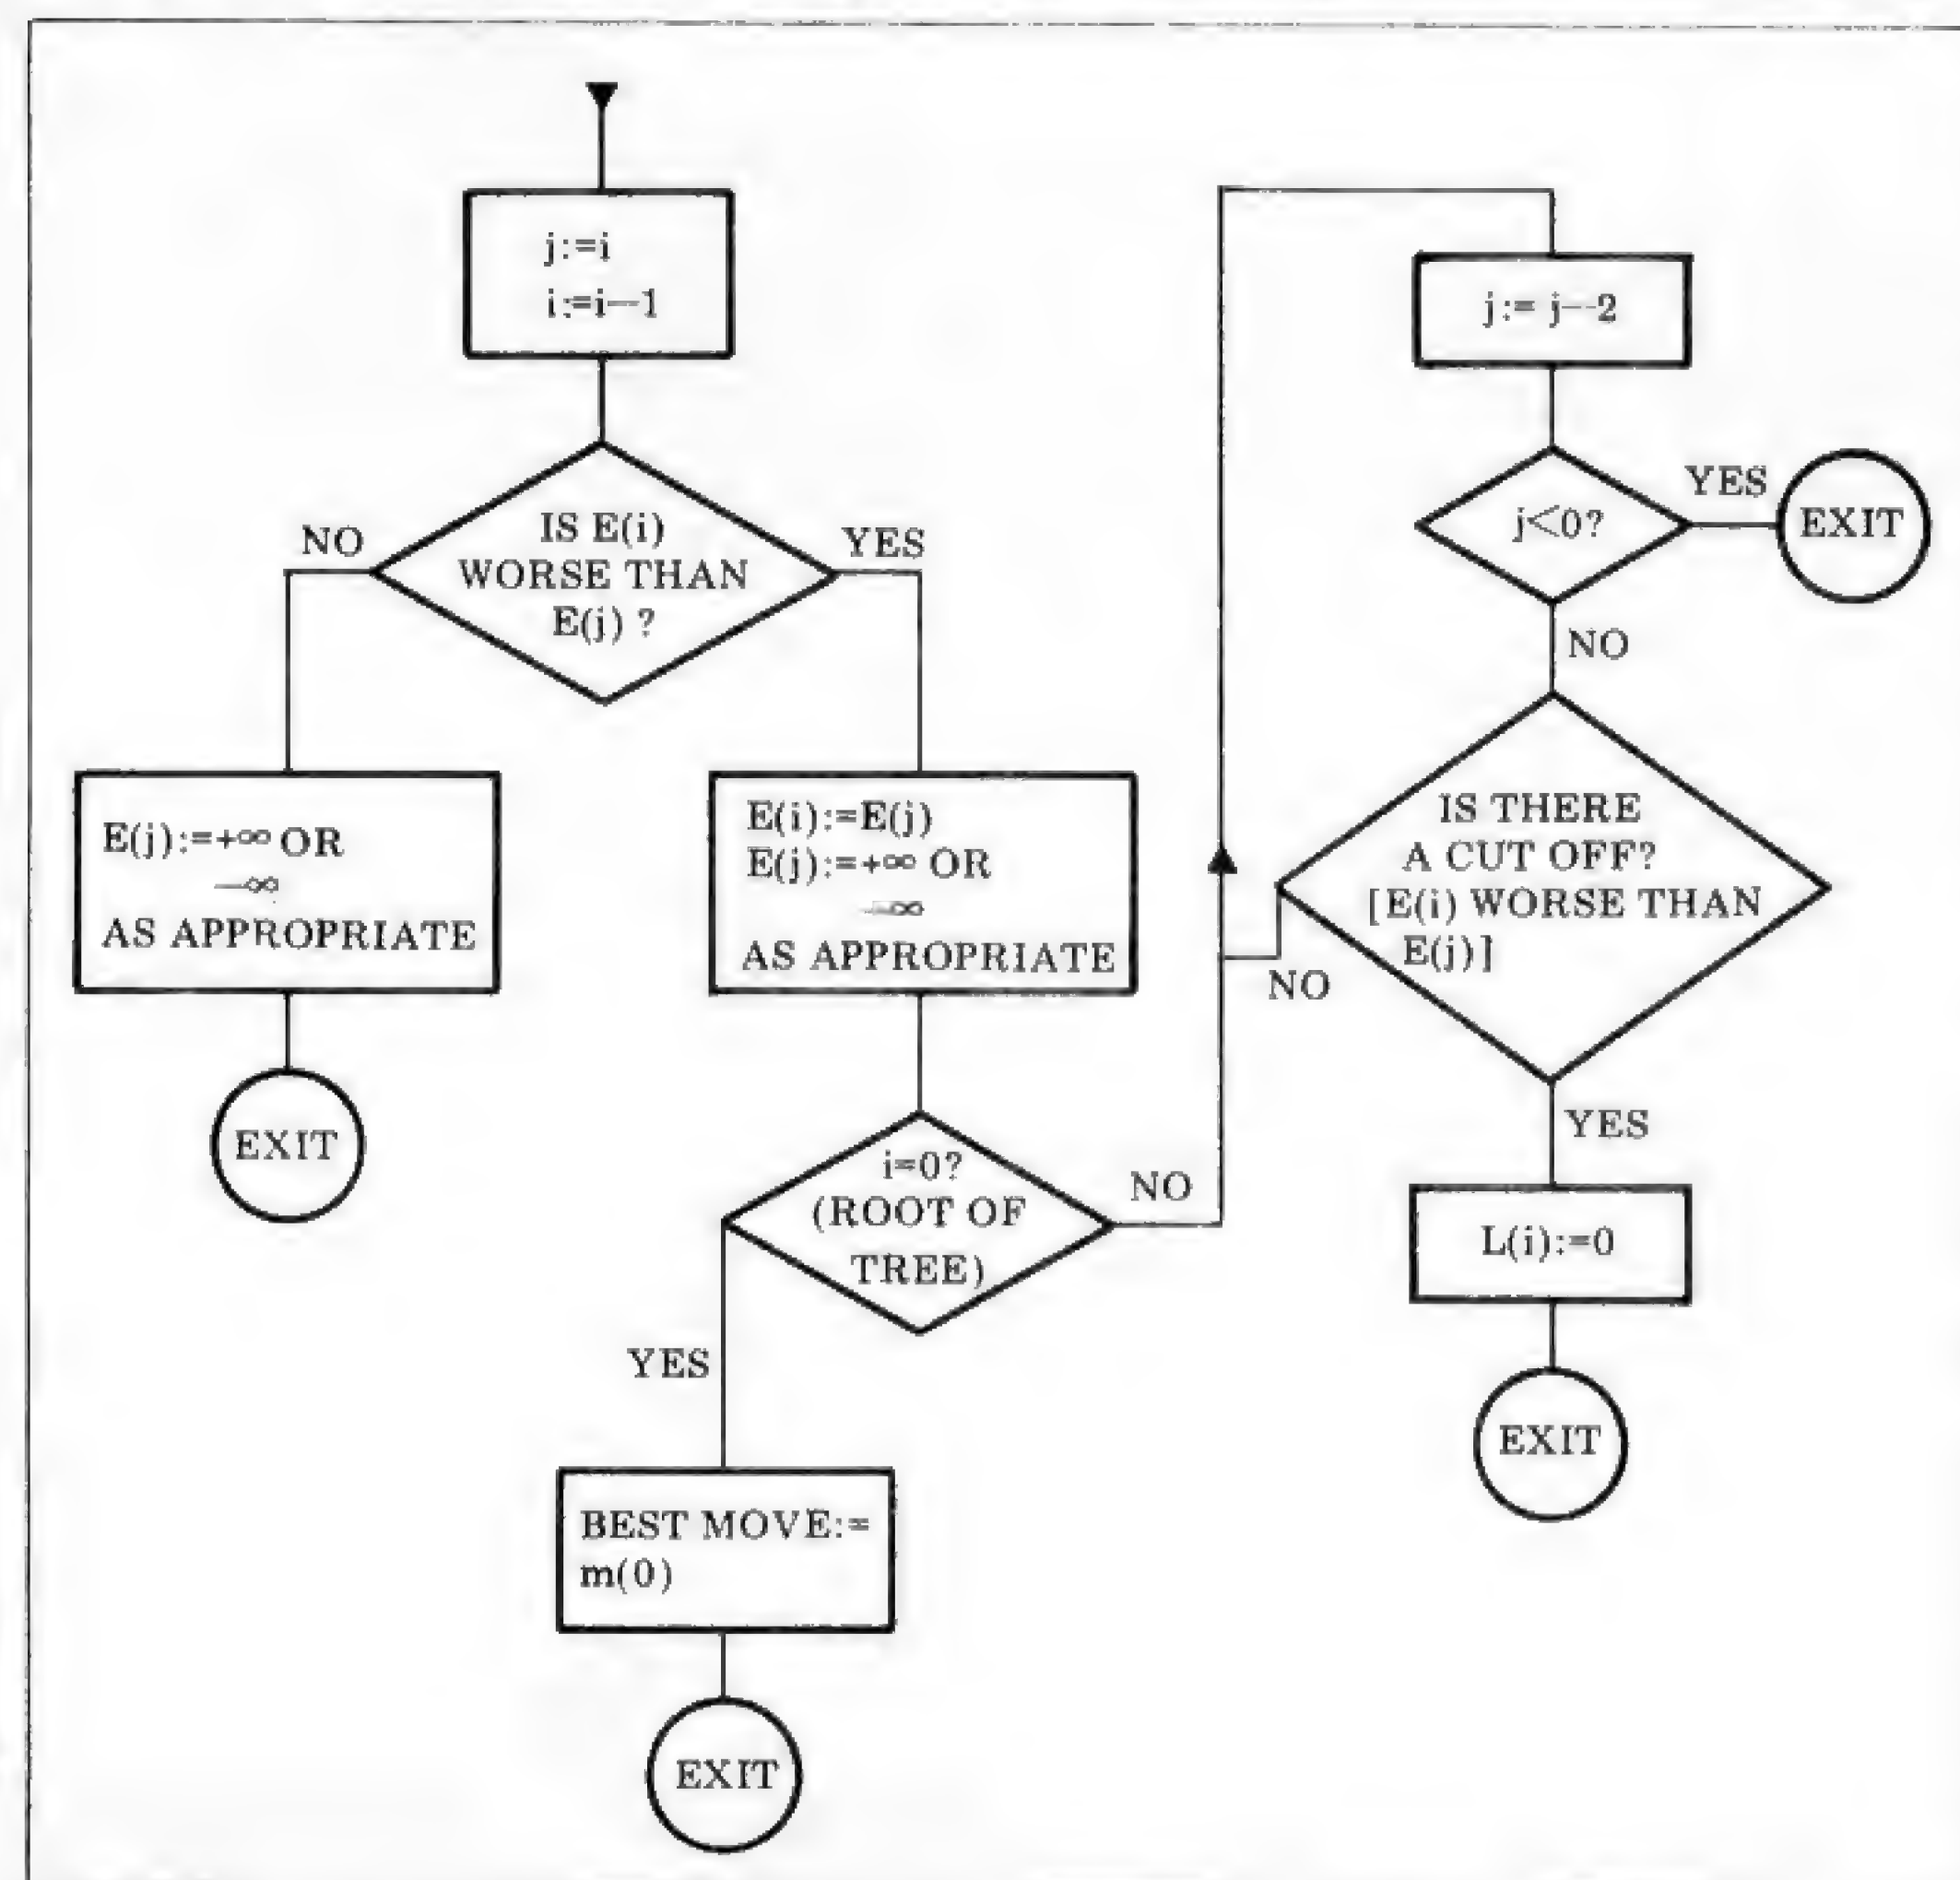 j:=i
i:=i—1
IS E(i)
WORSE THAN
E(j) ?
NO
YES
E(j):=+∞ OR
—∞
AS APPROPRIATE
EXIT
E(i):=E(j)
E(j):=+∞ OR
—∞
AS APPROPRIATE
i=0?
(ROOT OF
TREE)
NO
YES
BEST MOVE:=
m(0)
EXIT
j:= j—2
j<0?
YES
EXIT
NO
IS THERE
A CUT OFF?
[E(i) WORSE THAN
E(j)]
NO
YES
L(i):=0
EXIT